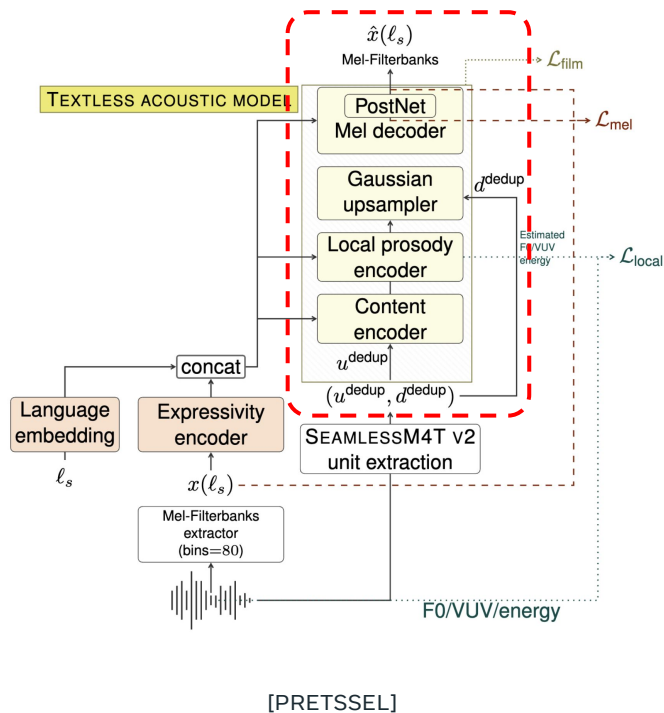 x̂(ℓₛ)
Mel-Filterbanks
ℒfilm
TEXTLESS ACOUSTIC MODEL
PostNet
Mel decoder
ℒmel
Gaussian
upsampler
d^dedup
Estimated
F0/VUV
energy
Local prosody
encoder
ℒlocal
Content
encoder
u^dedup
concat
(u^dedup, d^dedup)
Language
embedding
Expressivity
encoder
SEAMLESSM4T V2
unit extraction
ℓₛ
x(ℓₛ)
Mel-Filterbanks
extractor
(bins=80)
F0/VUV/energy
[PRETSSEL]